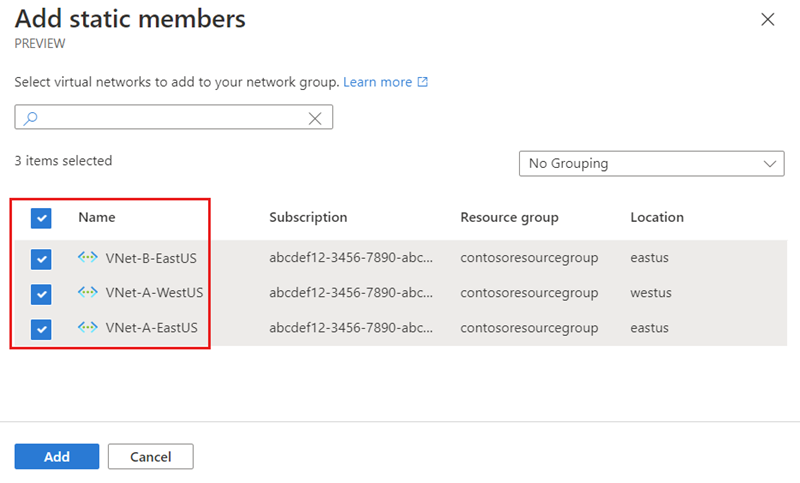 Add static members
PREVIEW
Select virtual networks to add to your network group. Learn more
3 items selected
No Grouping
Name Subscription Resource group Location
VNet-B-EastUS abcdef12-3456-7890-abc... contosoresourcegroup eastus
VNet-A-WestUS abcdef12-3456-7890-abc... contosoresourcegroup westus
VNet-A-EastUS abcdef12-3456-7890-abc... contosoresourcegroup eastus
Add Cancel